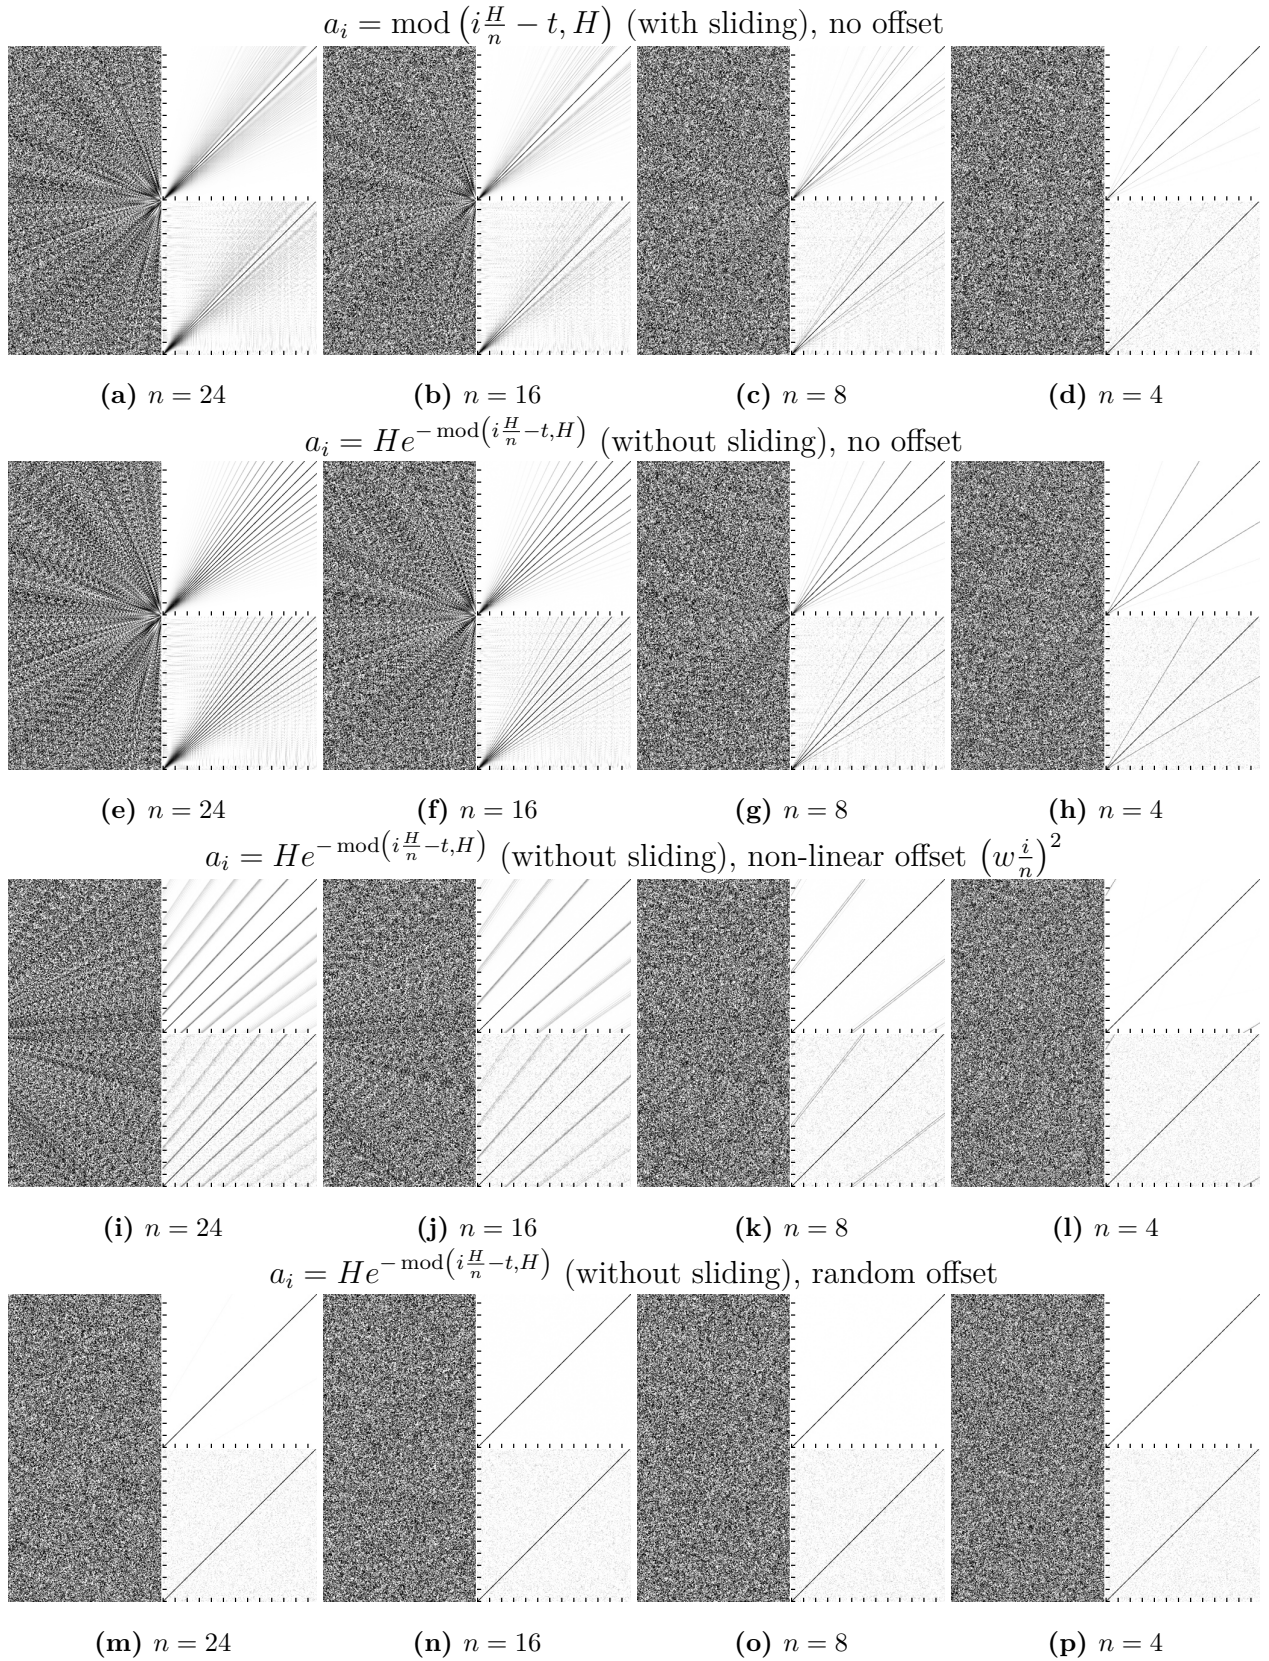 a_i = mod (i H/n − t, H) (with sliding), no offset
(a) n = 24 (b) n = 16 (c) n = 8 (d) n = 4
a_i = He^{− mod(i H/n −t,H)} (without sliding), no offset
(e) n = 24 (f) n = 16 (g) n = 8 (h) n = 4
a_i = He^{− mod(i H/n −t,H)} (without sliding), non-linear offset (w i/n)^2
(i) n = 24 (j) n = 16 (k) n = 8 (l) n = 4
a_i = He^{− mod(i H/n −t,H)} (without sliding), random offset
(m) n = 24 (n) n = 16 (o) n = 8 (p) n = 4